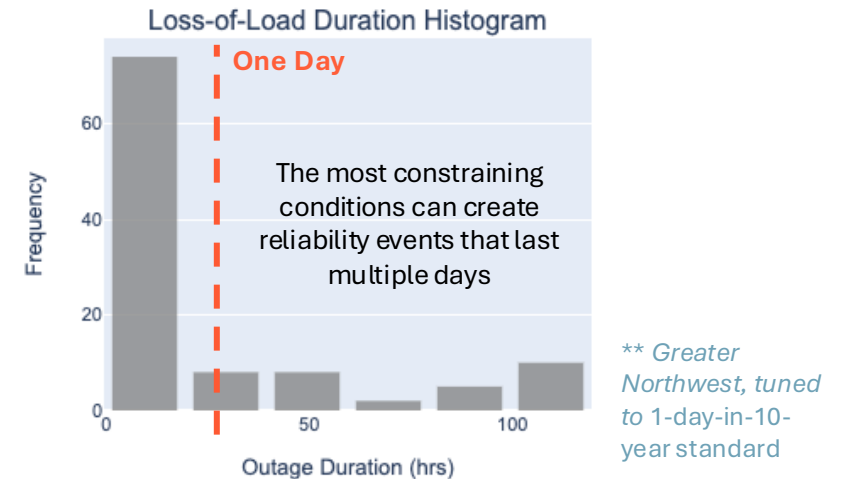 Loss-of-Load Duration Histogram
One Day
60
40
20
0
Frequency
The most constraining
conditions can create
reliability events that last
multiple days
0
50
100
Outage Duration (hrs)
** Greater
Northwest, tuned
to 1-day-in-10-
year standard